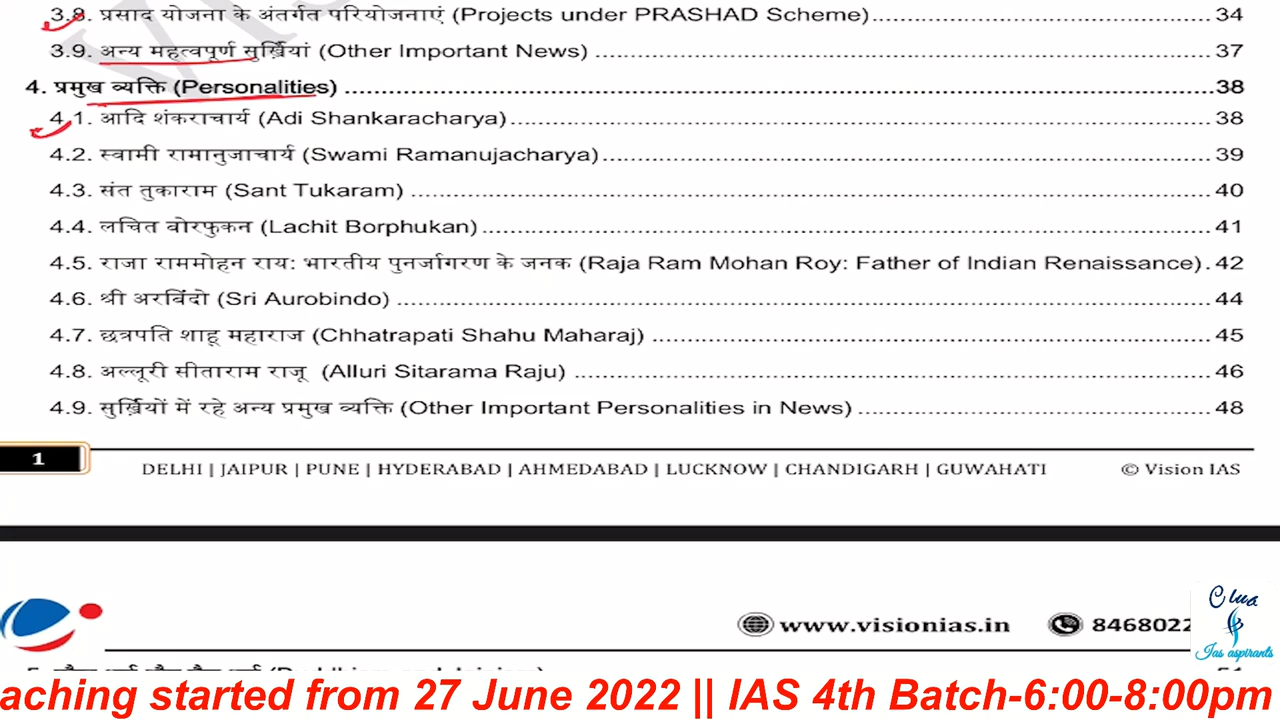 3.8. प्रसाद योजना के अंतर्गत परियोजनाएं (Projects under PRASHAD Scheme) 34
3.9. अन्य महत्वपूर्ण सुर्ख़ियां (Other Important News) 37
4. प्रमुख व्यक्ति (Personalities) 38
4.1. आदि शंकराचार्य (Adi Shankaracharya) 38
4.2. स्वामी रामानुजाचार्य (Swami Ramanujacharya) 39
4.3. संत तुकाराम (Sant Tukaram) 40
4.4. लचित बोरफुकन (Lachit Borphukan) 41
4.5. राजा राममोहन राय: भारतीय पुनर्जागरण के जनक (Raja Ram Mohan Roy: Father of Indian Renaissance) 42
4.6. श्री अरविंदो (Sri Aurobindo) 44
4.7. छत्रपति शाहू महाराज (Chhatrapati Shahu Maharaj) 45
4.8. अल्लूरी सीताराम राजू (Alluri Sitarama Raju) 46
4.9. सुर्ख़ियों में रहे अन्य प्रमुख व्यक्ति (Other Important Personalities in News) 48
1 DELHI | JAIPUR | PUNE | HYDERABAD | AHMEDABAD | LUCKNOW | CHANDIGARH | GUWAHATI © Vision IAS
www.visionias.in 8468022
Ias aspirants
aching started from 27 June 2022 || IAS 4th Batch-6:00-8:00pm